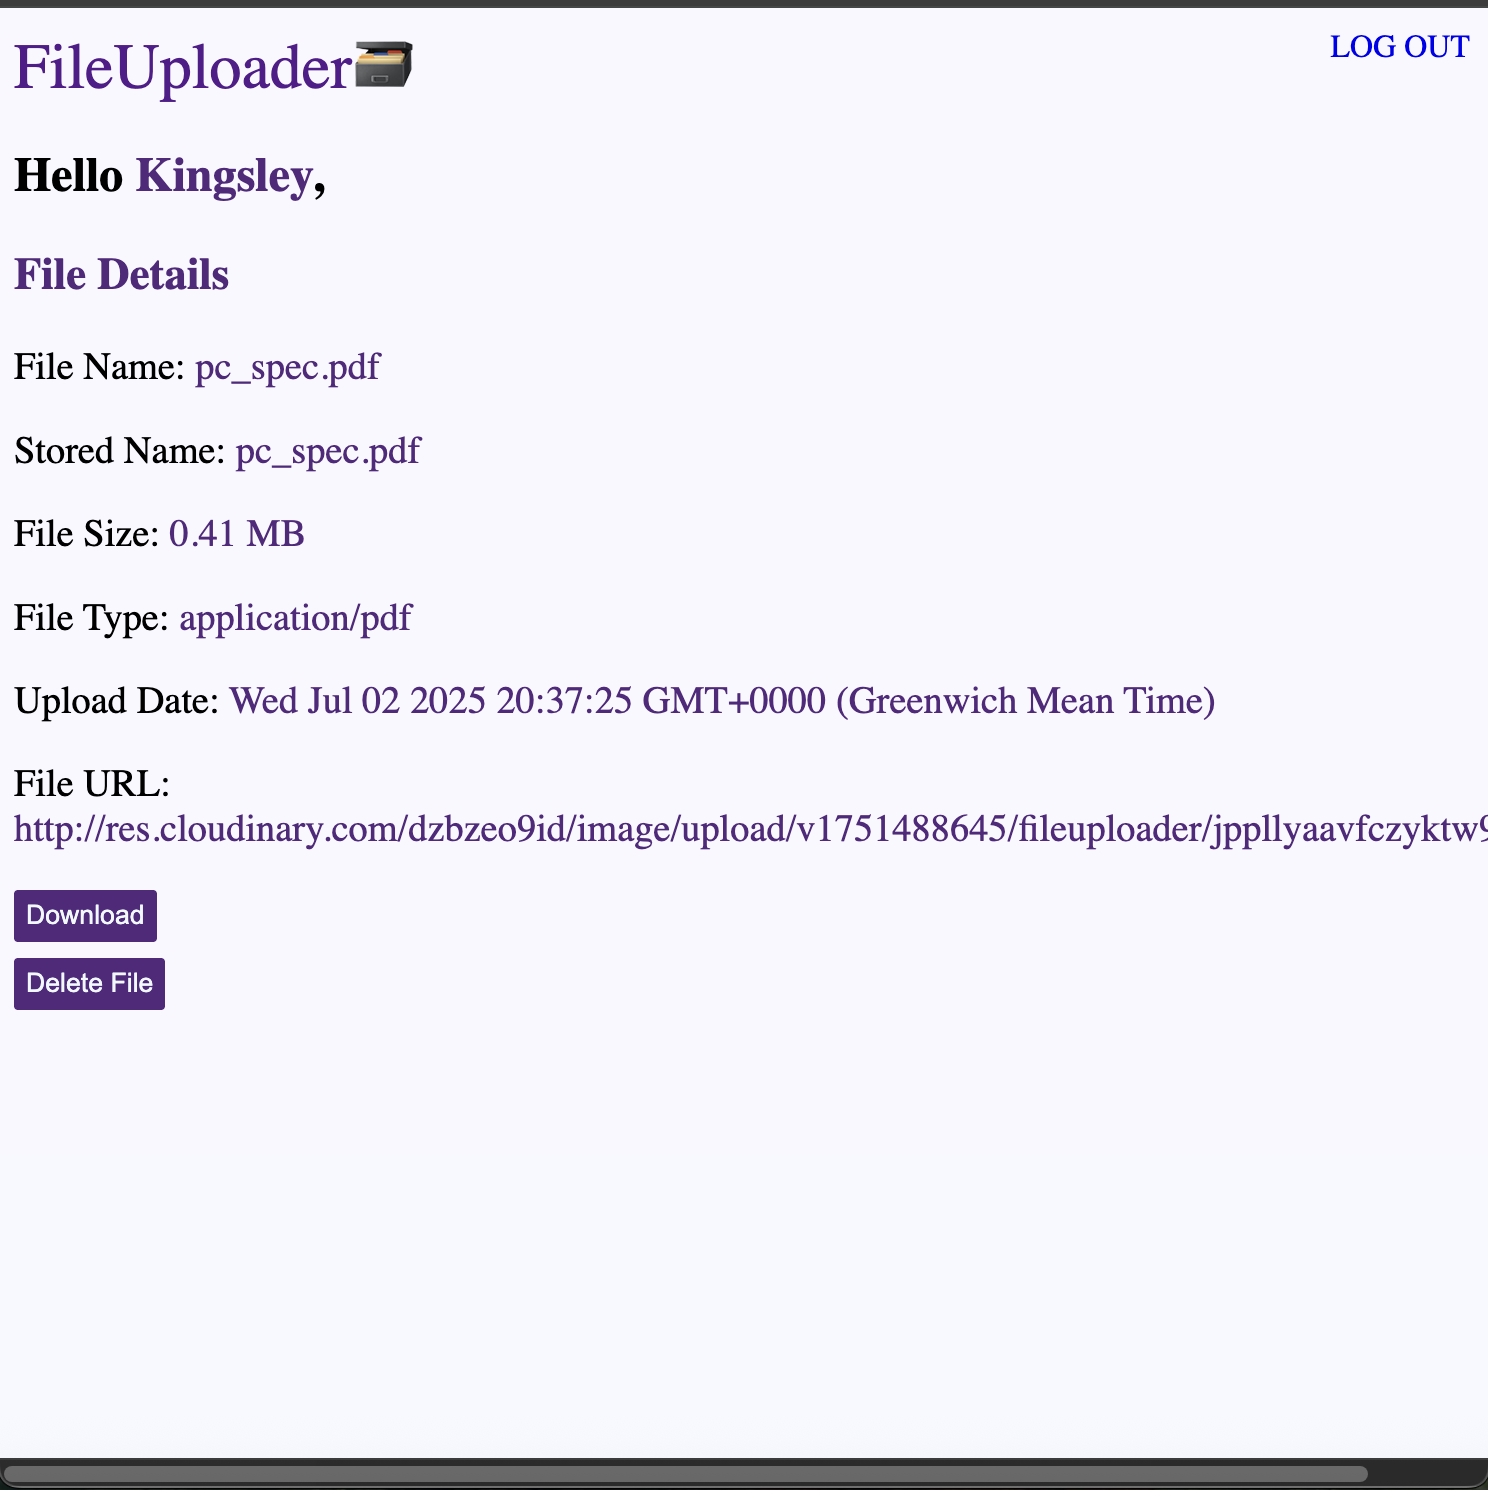 FileUploader
LOG OUT
Hello Kingsley,
File Details
File Name: pc_spec.pdf
Stored Name: pc_spec.pdf
File Size: 0.41 MB
File Type: application/pdf
Upload Date: Wed Jul 02 2025 20:37:25 GMT+0000 (Greenwich Mean Time)
File URL:
http://res.cloudinary.com/dzbzeo9id/image/upload/v1751488645/fileuploader/jppllyaavfczyktw9
Download
Delete File